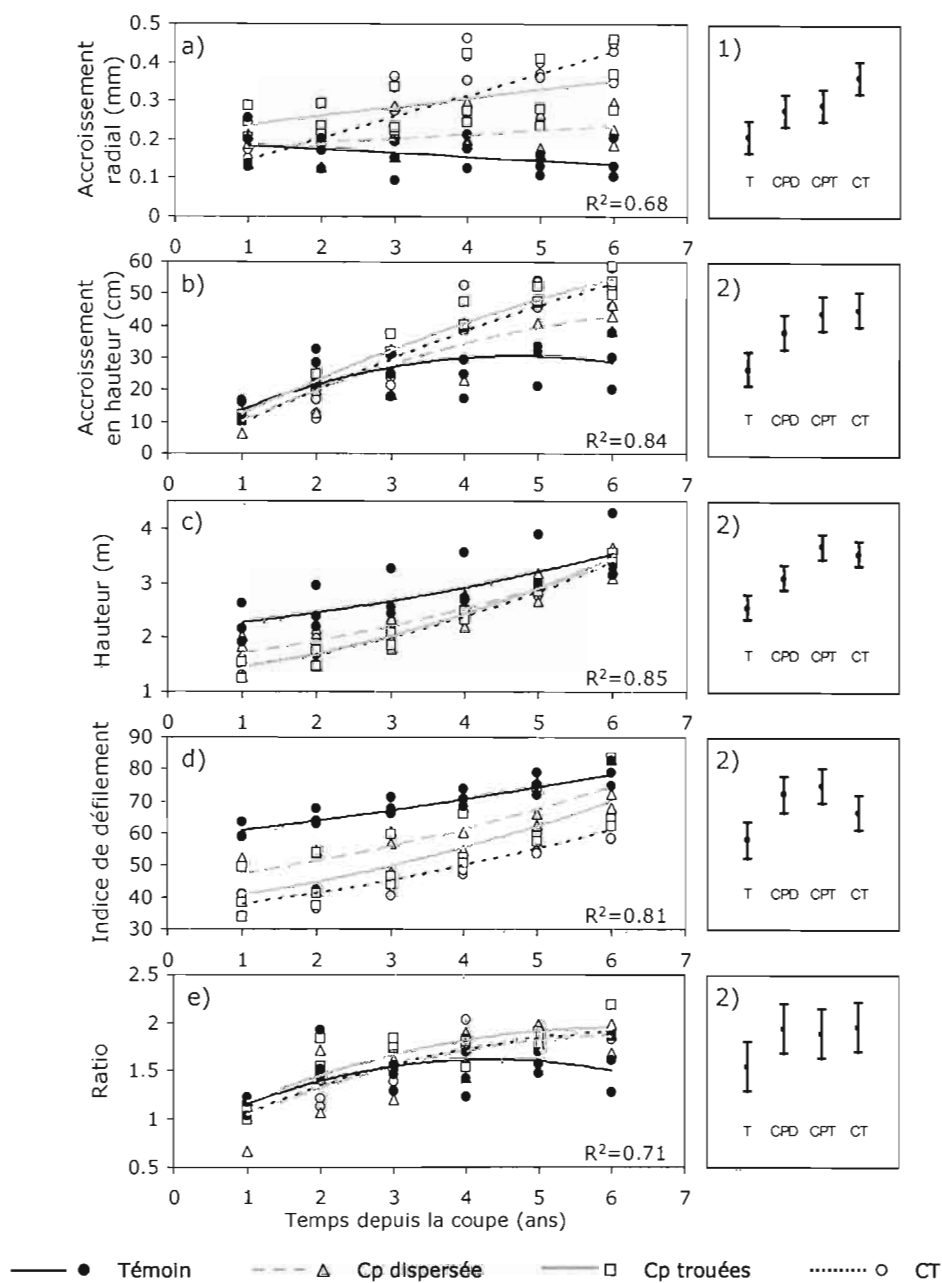 a)
Accroissement
radial (mm)
0.5
0.4
0.3
0.2
0.1
0
R²=0.68
0 1 2 3 4 5 6 7
1)
T CPD CPT CT
b)
Accroissement
en hauteur (cm)
60
50
40
30
20
10
0
R²=0.84
0 1 2 3 4 5 6 7
2)
T CPD CPT CT
c)
Hauteur (m)
4
3
2
1
R²=0.85
0 1 2 3 4 5 6 7
2)
T CPD CPT CT
d)
Indice de défilement
90
80
70
60
50
40
30
R²=0.81
0 1 2 3 4 5 6 7
2)
T CPD CPT CT
e)
Ratio
2.5
2
1.5
1
0.5
R²=0.71
0 1 2 3 4 5 6 7
Temps depuis la coupe (ans)
2)
T CPD CPT CT
Témoin Cp dispersée Cp trouées CT